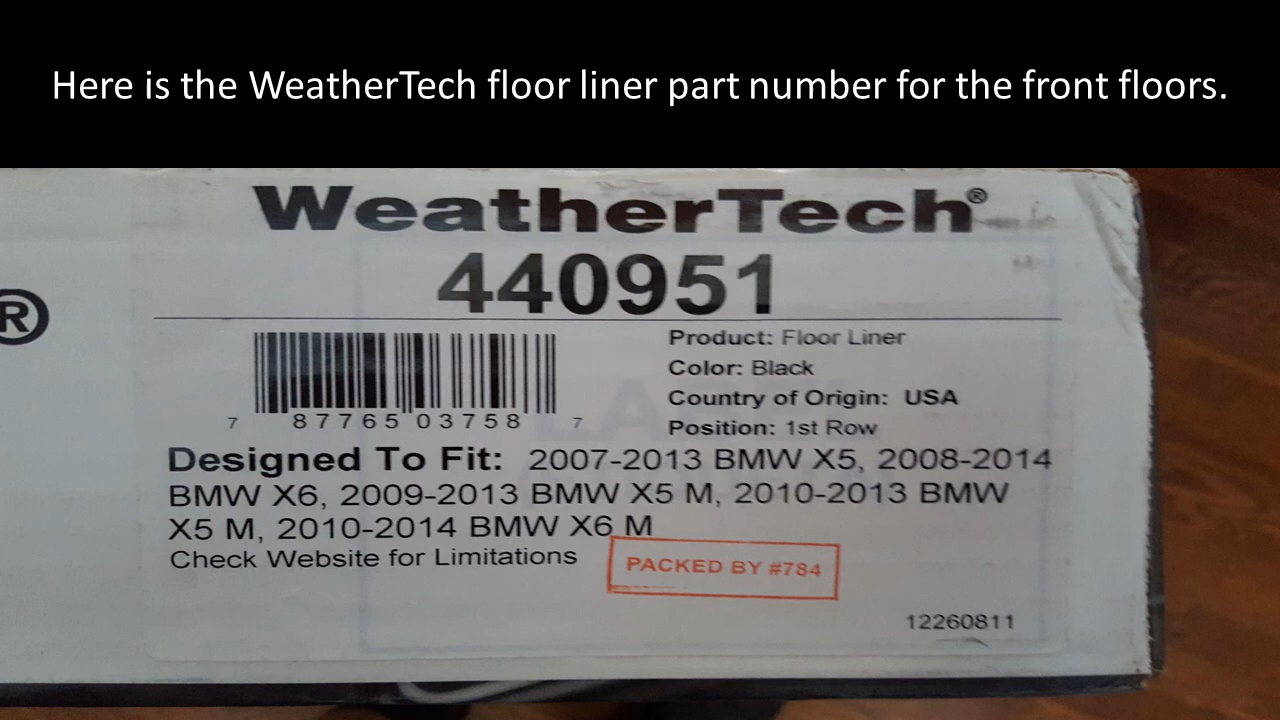 Here is the WeatherTech floor liner part number for the front floors.
WeatherTech®
440951
®
Product: Floor Liner
Color: Black
Country of Origin: USA
Position: 1st Row
7 87765 03758 7
Designed To Fit: 2007-2013 BMW X5, 2008-2014
BMW X6, 2009-2013 BMW X5 M, 2010-2013 BMW
X5 M, 2010-2014 BMW X6 M
Check Website for Limitations
PACKED BY #784
12260811